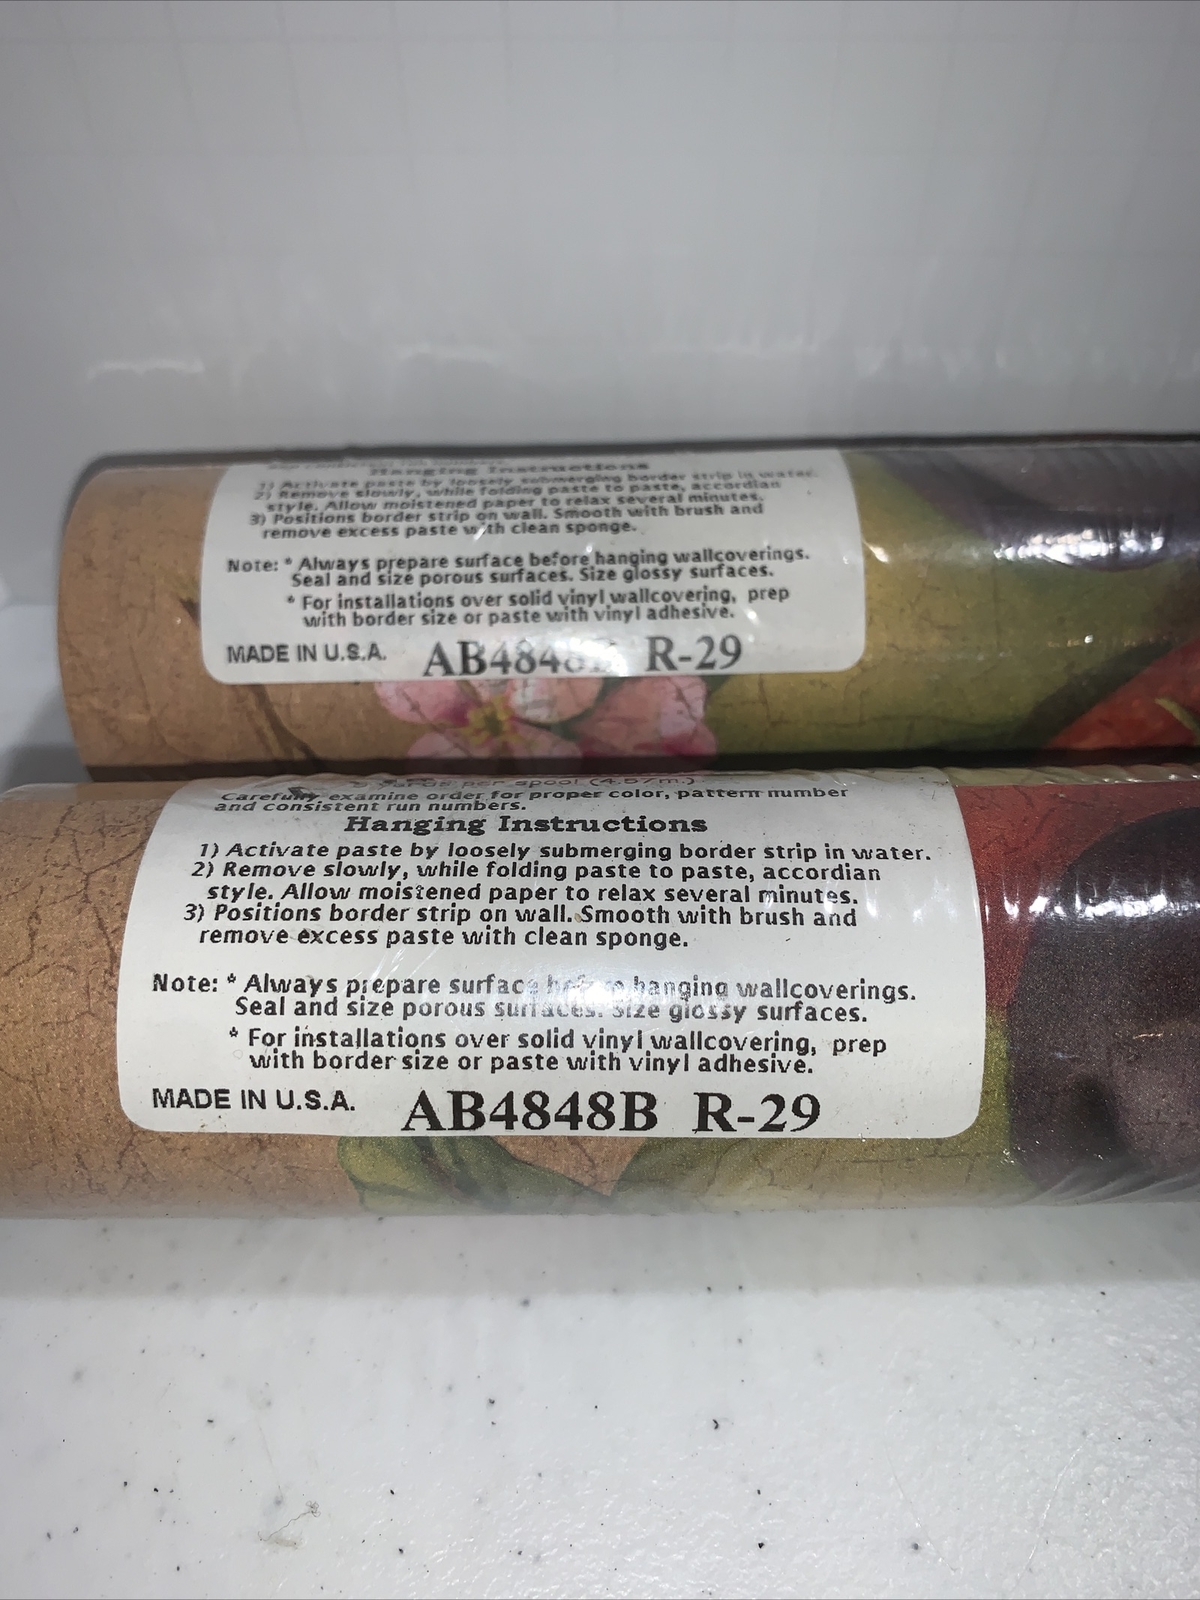 Hanging Instructions
1) Activate paste by loosely submerging border strip in water.
2) Remove slowly, while folding paste to paste, accordian
style. Allow moistened paper to relax several minutes.
3) Positions border strip on wall. Smooth with brush and
remove excess paste with clean sponge.
Note: * Always prepare surface before hanging wallcoverings.
Seal and size porous surfaces. Size glossy surfaces.
* For installations over solid vinyl wallcovering, prep
with border size or paste with vinyl adhesive.
MADE IN U.S.A. R-29
yards per spool (4.57m.)
Carefully examine order for proper color, pattern number
and consistent run numbers.
Hanging Instructions
1) Activate paste by loosely submerging border strip in water.
2) Remove slowly, while folding paste to paste, accordian
style. Allow moistened paper to relax several minutes.
3) Positions border strip on wall. Smooth with brush and
remove excess paste with clean sponge.
Note: * Always prepare surface before hanging wallcoverings.
Seal and size porous surfaces. Size glossy surfaces.
* For installations over solid vinyl wallcovering, prep
with border size or paste with vinyl adhesive.
MADE IN U.S.A. AB4848B R-29